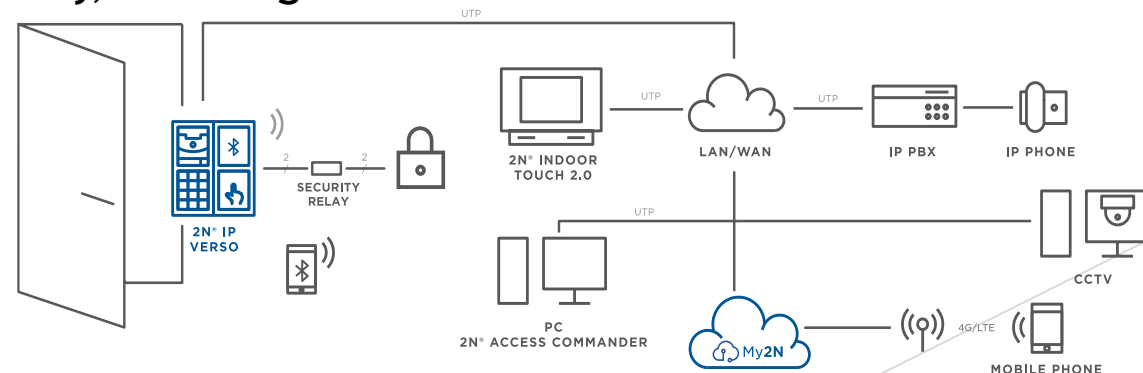 UTP
UTP
UTP
2
2
SECURITY
RELAY
2N® INDOOR
TOUCH 2.0
LAN/WAN
IP PBX
IP PHONE
2N® IP
VERSO
UTP
CCTV
PC
2N® ACCESS COMMANDER
My2N
4G/LTE
MOBILE PHONE